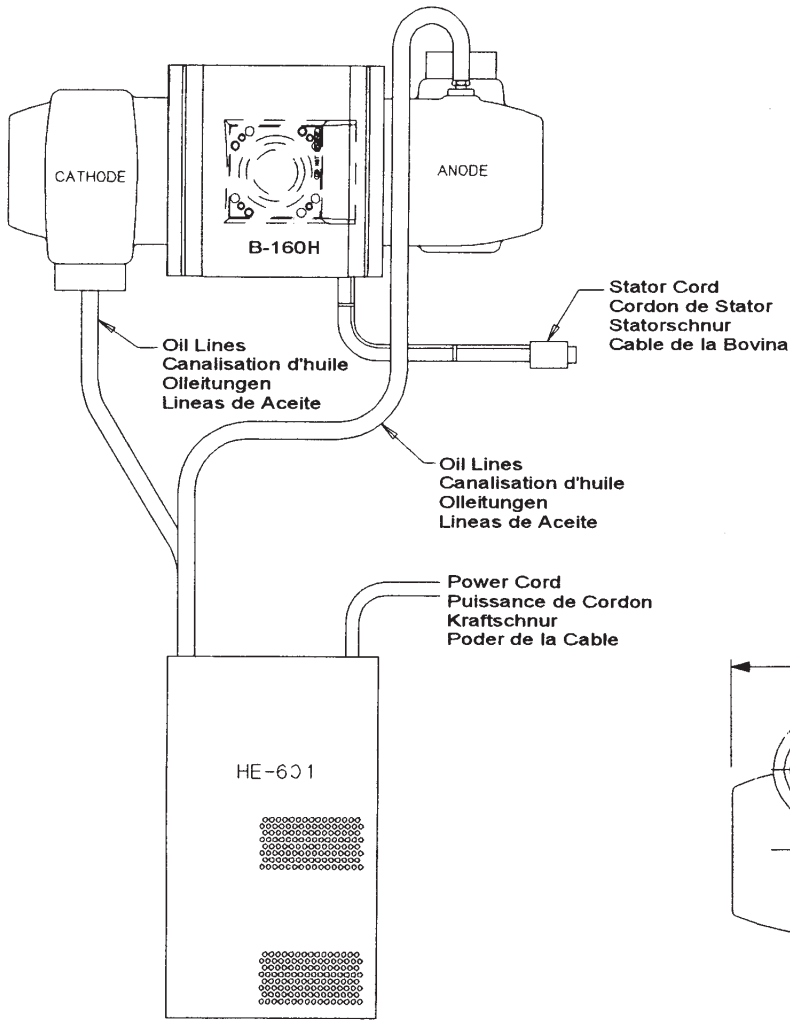 CATHODE
ANODE
B-160H
Stator Cord
Cordon de Stator
Statorschnur
Cable de la Bovina
Oil Lines
Canalisation d'huile
Olleitungen
Lineas de Aceite
Oil Lines
Canalisation d'huile
Olleitungen
Lineas de Aceite
Power Cord
Puissance de Cordon
Kraftschnur
Poder de la Cable
HE-601